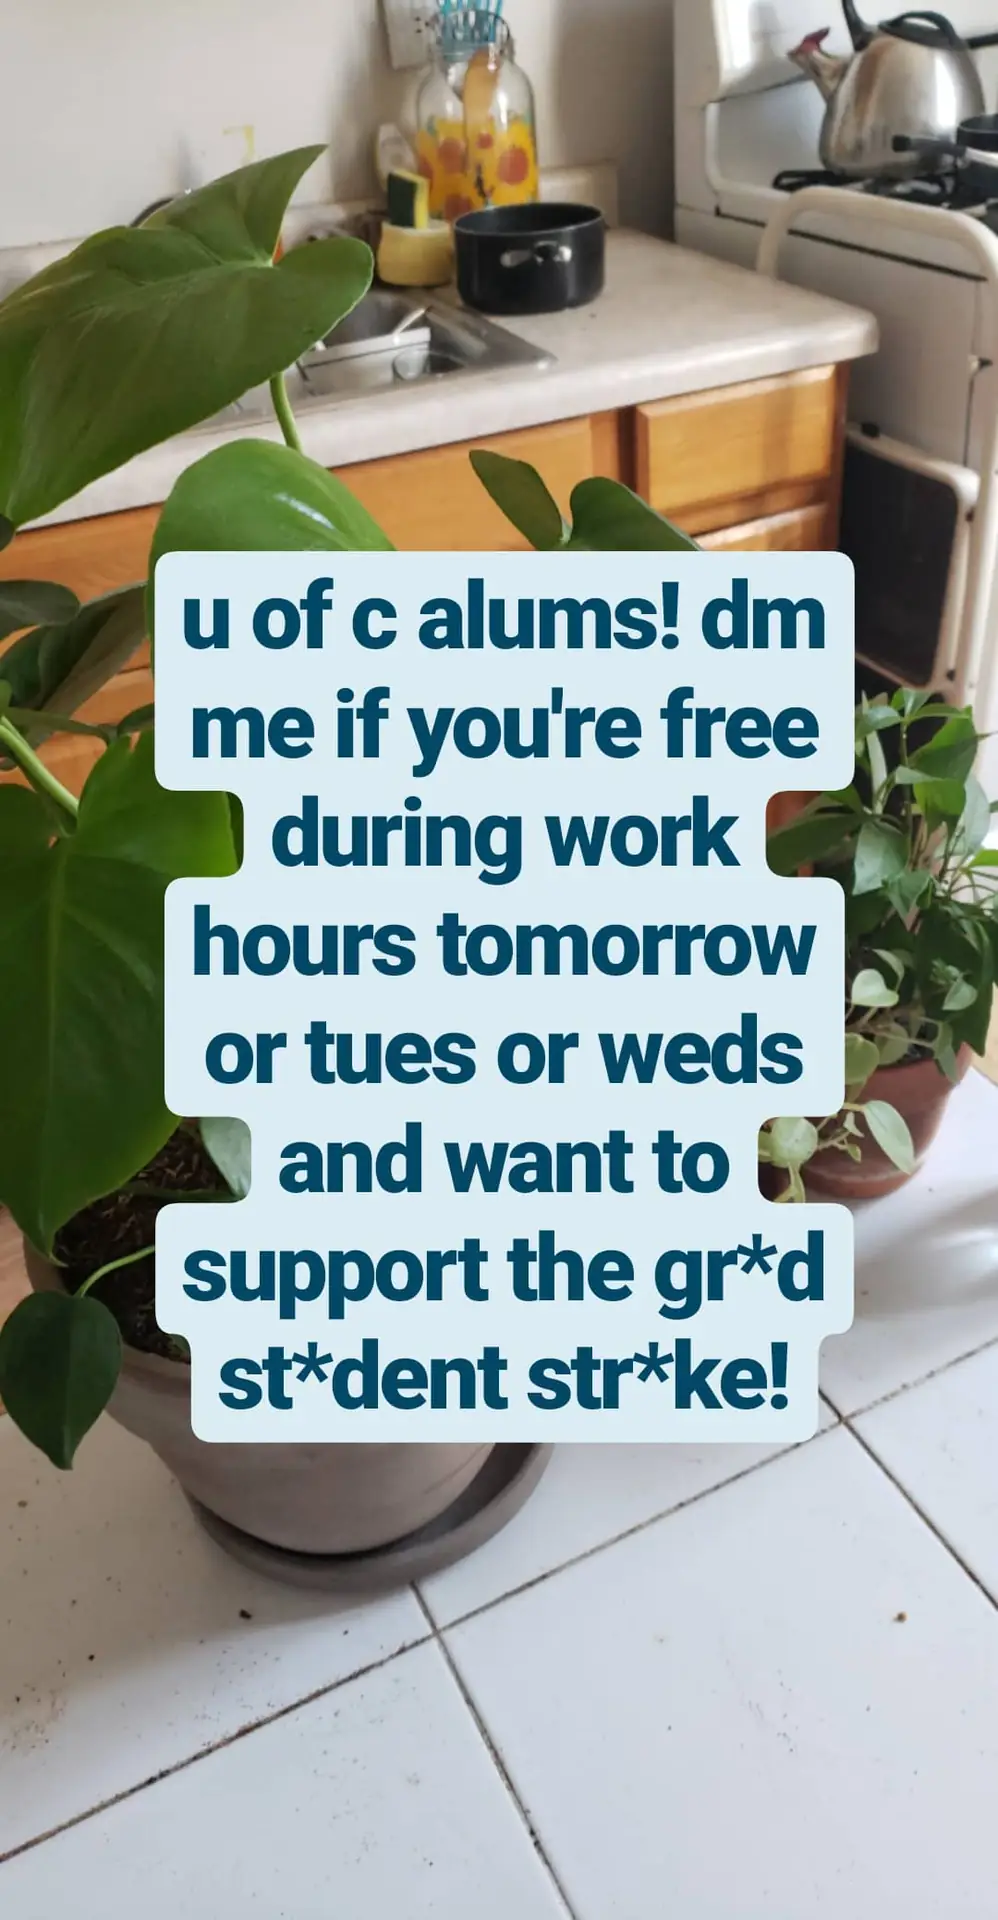 u of c alums! dm
me if you're free
during work
hours tomorrow
or tues or weds
and want to
support the gr*d
st*dent str*ke!